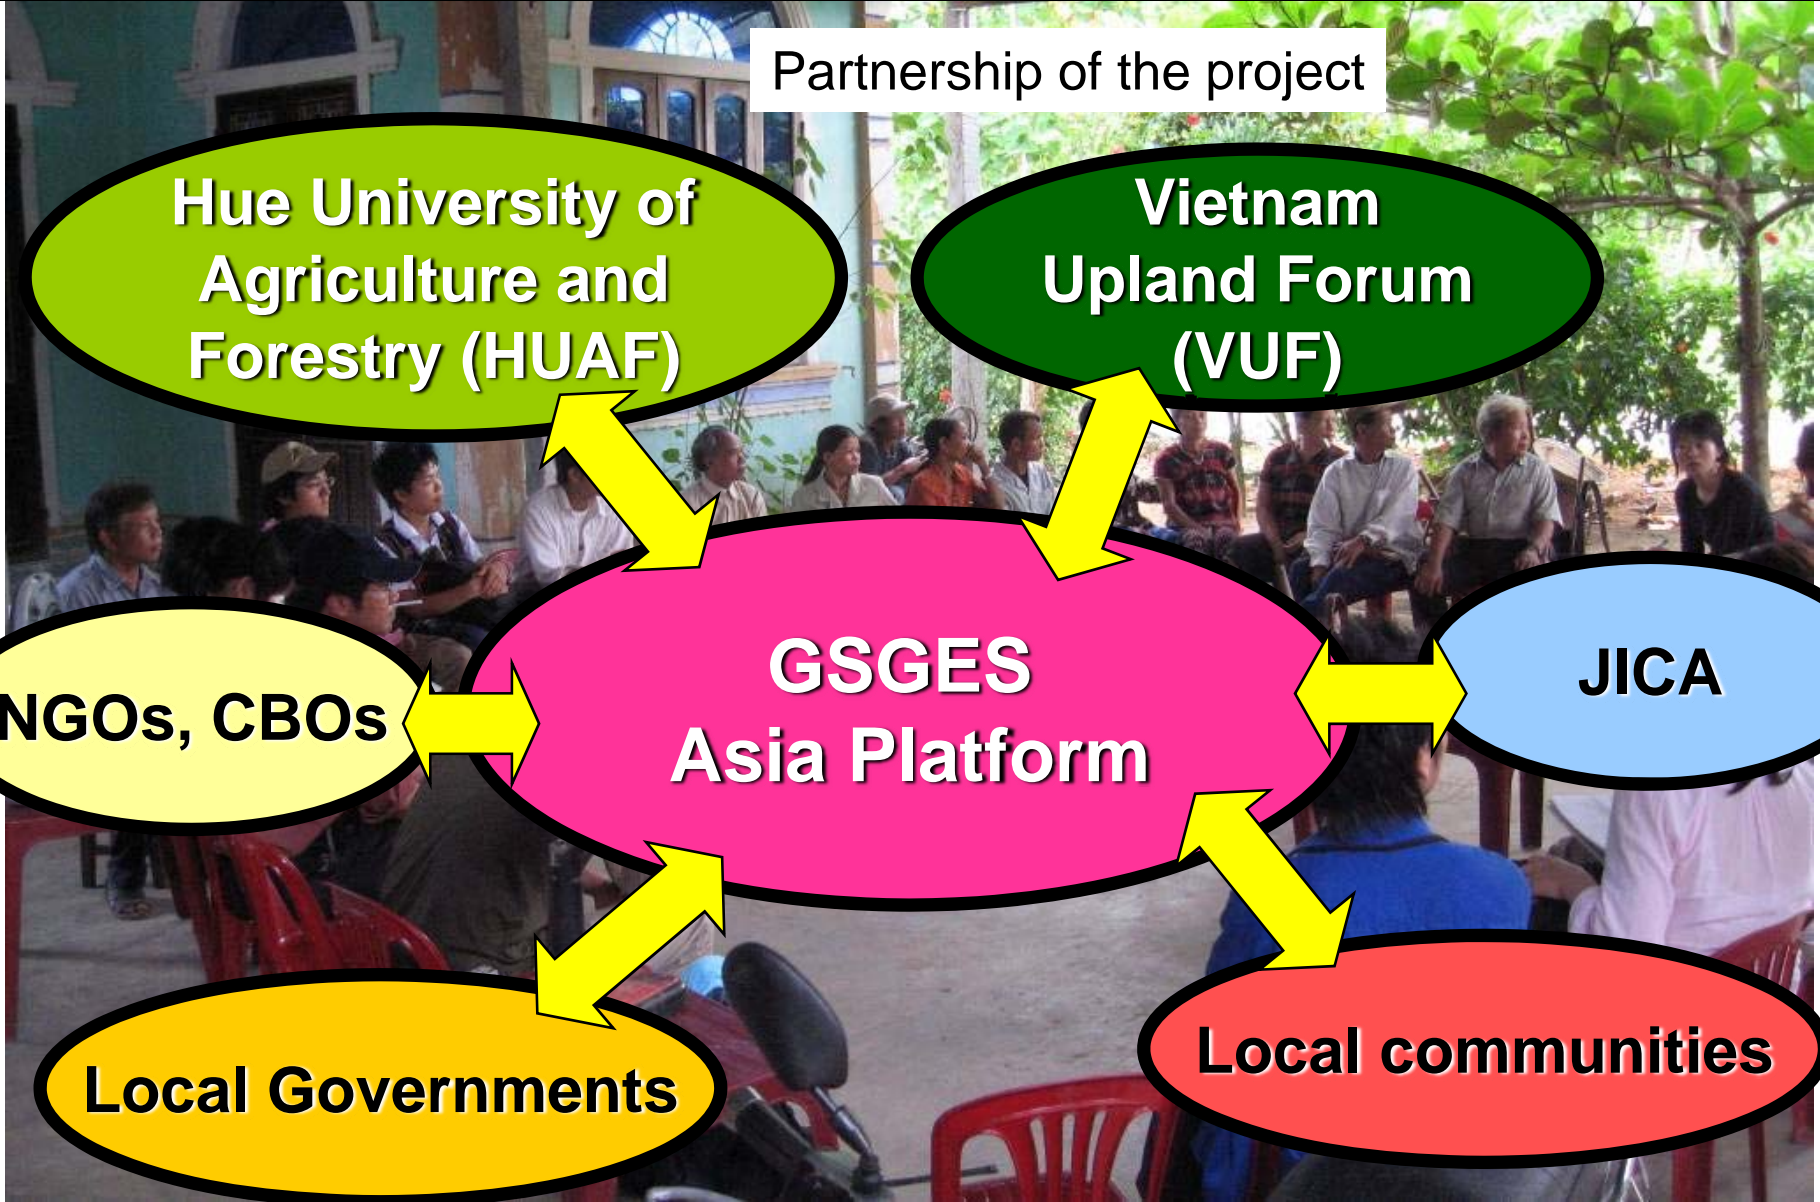 Partnership of the project
Hue University of
Agriculture and
Forestry (HUAF)
Vietnam
Upland Forum
(VUF)
GSGES
Asia Platform
JICA
NGOs, CBOs
Local communities
Local Governments